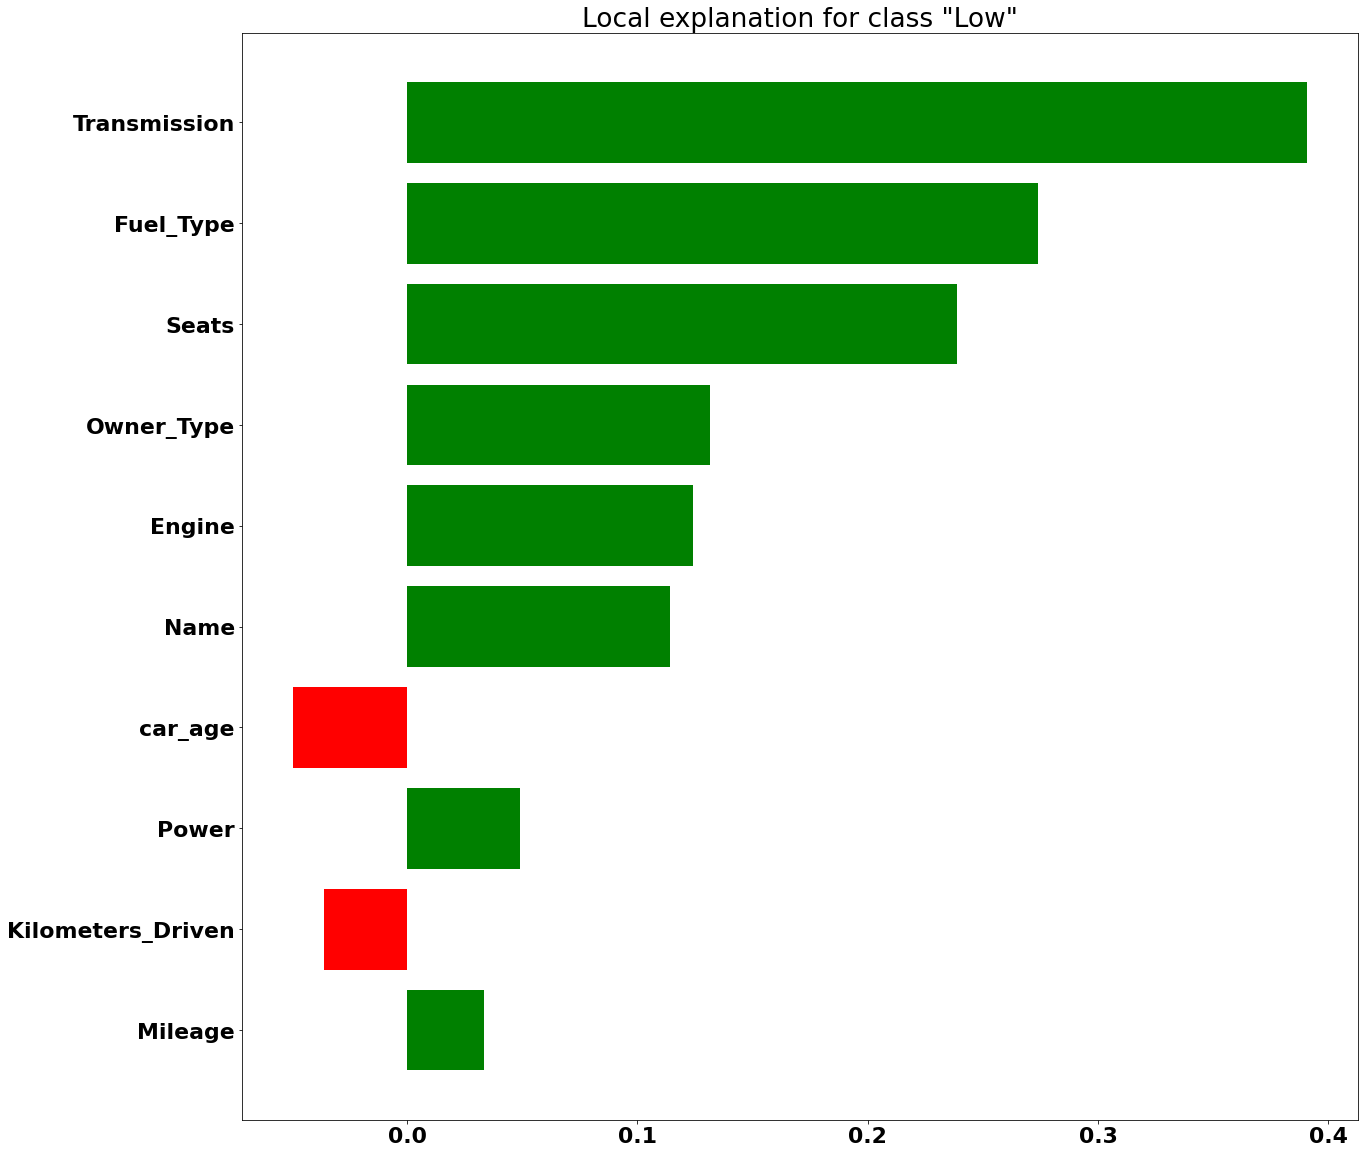 Local explanation for class "Low"
Transmission
Fuel_Type
Seats
Owner_Type
Engine
Name
car_age
Power
Kilometers_Driven
Mileage
0.0 0.1 0.2 0.3 0.4